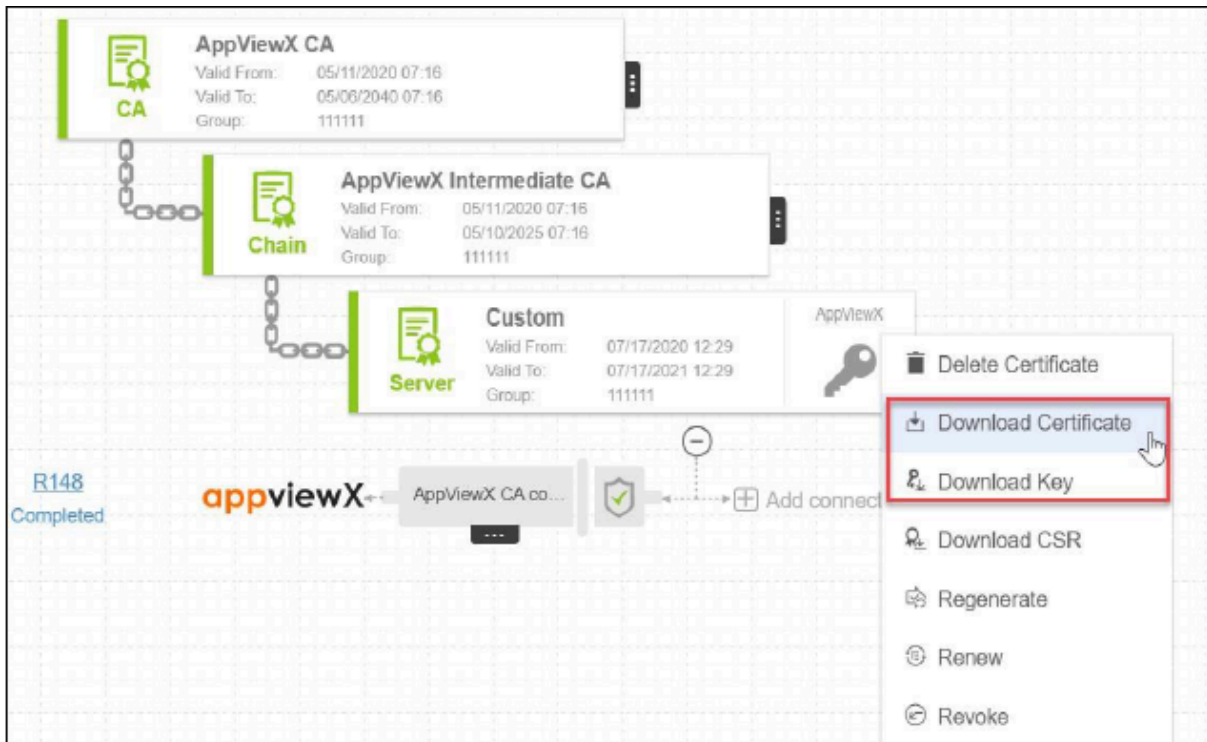 AppViewX CA
Valid From: 05/11/2020 07:16
Valid To: 05/06/2040 07:16
Group: 111111
CA
AppViewX Intermediate CA
Valid From: 05/11/2020 07:16
Valid To: 05/10/2025 07:16
Group: 111111
Chain
Custom
Valid From: 07/17/2020 12:29
Valid To: 07/17/2021 12:29
Group: 111111
Server
AppViewX
Delete Certificate
Download Certificate
Download Key
Download CSR
Regenerate
Renew
Revoke
R148
Completed
appviewX
AppViewX CA co...
Add connect